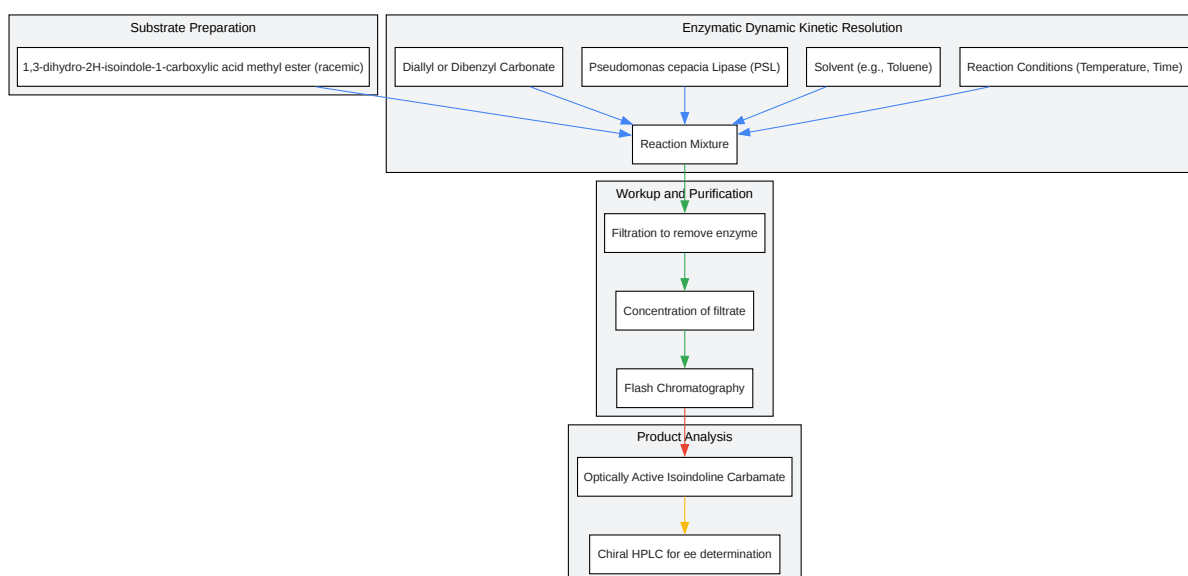 Substrate Preparation
Enzymatic Dynamic Kinetic Resolution
1,3-dihydro-2H-isoindole-1-carboxylic acid methyl ester (racemic)
Diallyl or Dibenzyl Carbonate
Pseudomonas cepacia Lipase (PSL)
Solvent (e.g., Toluene)
Reaction Conditions (Temperature, Time)
Reaction Mixture
Workup and Purification
Filtration to remove enzyme
Concentration of filtrate
Flash Chromatography
Product Analysis
Optically Active Isoindoline Carbamate
Chiral HPLC for ee determination